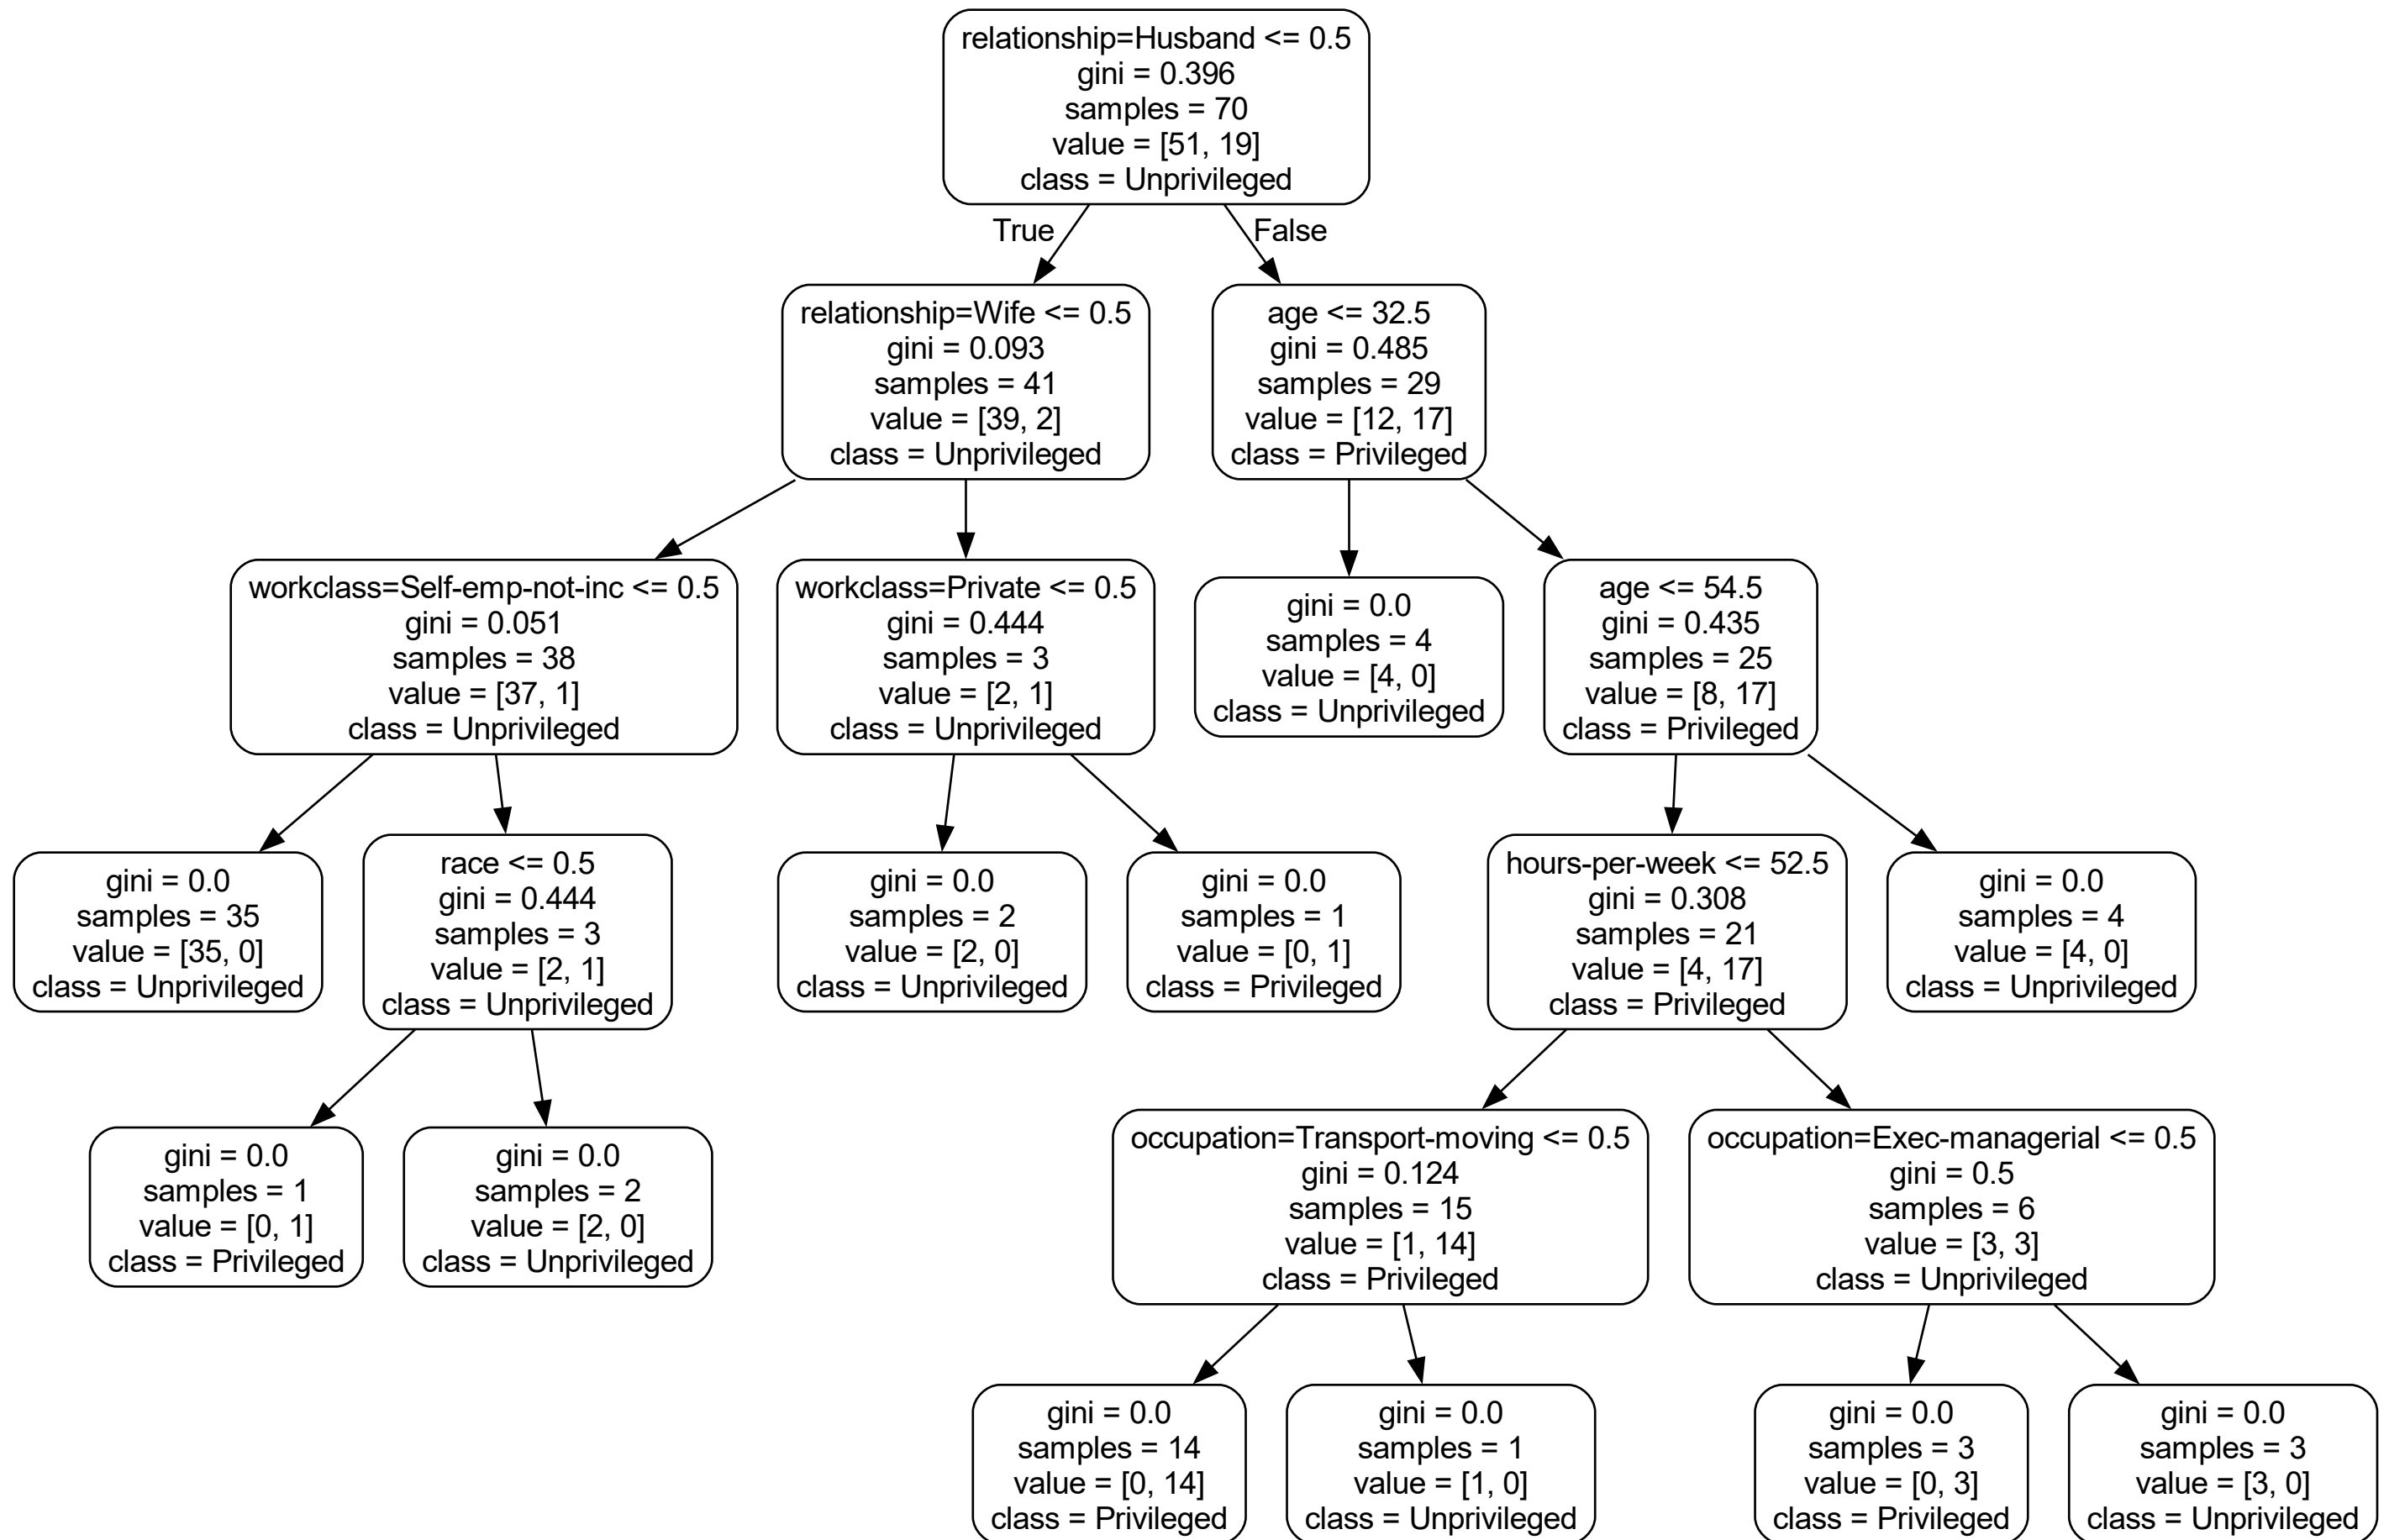 relationship=Husband <= 0.5
gini = 0.396
samples = 70
value = [51, 19]
class = Unprivileged
True
False
relationship=Wife <= 0.5
gini = 0.093
samples = 41
value = [39, 2]
class = Unprivileged
age <= 32.5
gini = 0.485
samples = 29
value = [12, 17]
class = Privileged
workclass=Self-emp-not-inc <= 0.5
gini = 0.051
samples = 38
value = [37, 1]
class = Unprivileged
workclass=Private <= 0.5
gini = 0.444
samples = 3
value = [2, 1]
class = Unprivileged
gini = 0.0
samples = 4
value = [4, 0]
class = Unprivileged
age <= 54.5
gini = 0.435
samples = 25
value = [8, 17]
class = Privileged
gini = 0.0
samples = 35
value = [35, 0]
class = Unprivileged
race <= 0.5
gini = 0.444
samples = 3
value = [2, 1]
class = Unprivileged
gini = 0.0
samples = 2
value = [2, 0]
class = Unprivileged
gini = 0.0
samples = 1
value = [0, 1]
class = Privileged
hours-per-week <= 52.5
gini = 0.308
samples = 21
value = [4, 17]
class = Privileged
gini = 0.0
samples = 4
value = [4, 0]
class = Unprivileged
gini = 0.0
samples = 1
value = [0, 1]
class = Privileged
gini = 0.0
samples = 2
value = [2, 0]
class = Unprivileged
occupation=Transport-moving <= 0.5
gini = 0.124
samples = 15
value = [1, 14]
class = Privileged
occupation=Exec-managerial <= 0.5
gini = 0.5
samples = 6
value = [3, 3]
class = Unprivileged
gini = 0.0
samples = 14
value = [0, 14]
class = Privileged
gini = 0.0
samples = 1
value = [1, 0]
class = Unprivileged
gini = 0.0
samples = 3
value = [0, 3]
class = Privileged
gini = 0.0
samples = 3
value = [3, 0]
class = Unprivileged